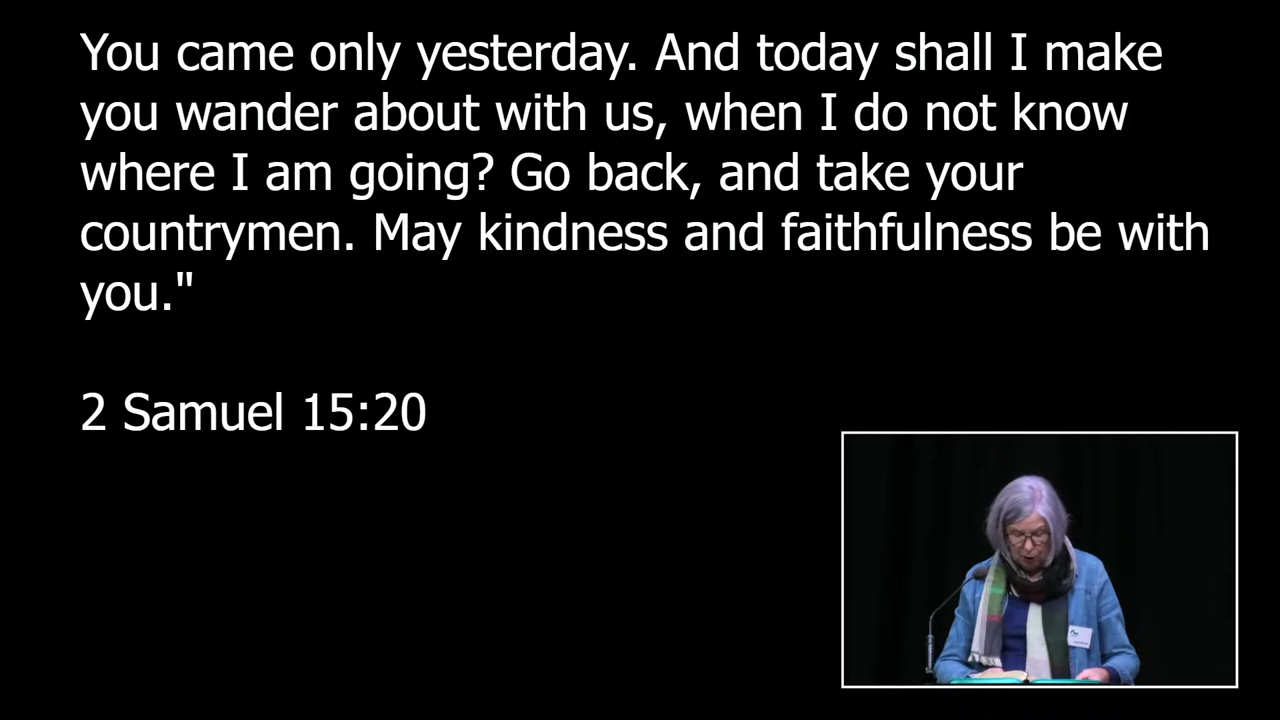 You came only yesterday. And today shall I make
you wander about with us, when I do not know
where I am going? Go back, and take your
countrymen. May kindness and faithfulness be with
you."
2 Samuel 15:20